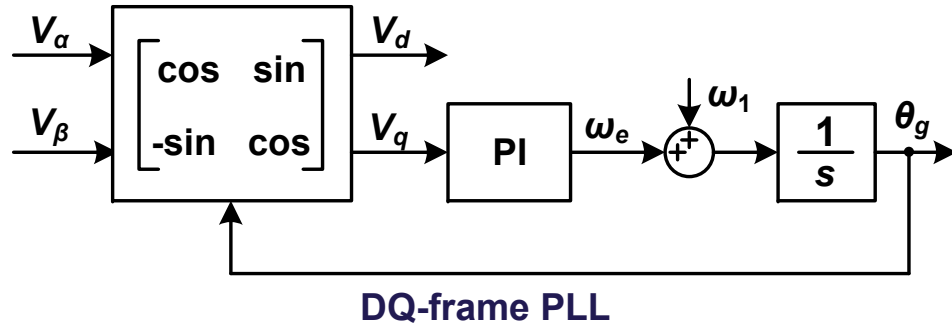 Vα
Vβ
cos sin
-sin cos
Vd
Vq
PI
ωe
ω1
+
+
1
s
θg
DQ-frame PLL